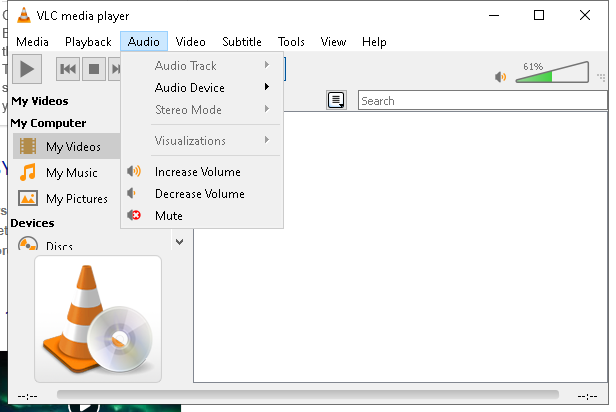 VLC media player
Media Playback Audio Video Subtitle Tools View Help
61%
Audio Track
Audio Device
Stereo Mode
Visualizations
Increase Volume
Decrease Volume
Mute
Search
My Videos
My Computer
My Videos
My Music
My Pictures
Devices
Discs
--:--
--:--